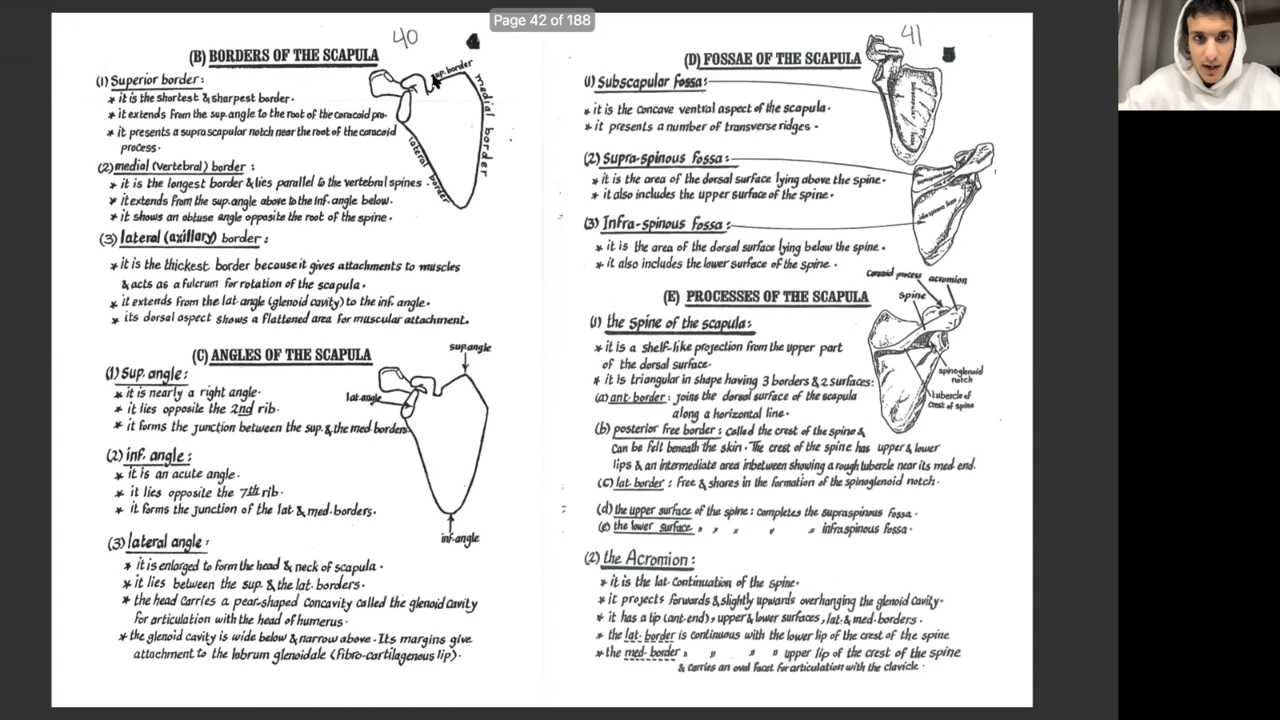 Page 42 of 188
40
4
(B) BORDERS OF THE SCAPULA
(1) Superior border:
* it is the shortest & sharpest border.
* it extends from the sup. angle to the root of the coracoid pro.
* it presents a suprascapular notch near the root of the coracoid
process.
(2) medial (vertebral) border:
* it is the longest border & lies parallel to the vertebral spines.
* it extends from the sup. angle above to the inf. angle below.
* it shows an obtuse angle opposite the root of the spine.
(3) lateral (axillary) border:
* it is the thickest border because it gives attachments to muscles
& acts as a fulcrum for rotation of the scapula.
* it extends from the lat. angle (glenoid cavity) to the inf. angle.
* its dorsal aspect shows a flattened area for muscular attachment.
sup. border
medial border
lateral border
(C) ANGLES OF THE SCAPULA
(1) Sup. angle:
* it is nearly a right angle.
* it lies opposite the 2nd rib.
* it forms the junction between the sup. & the med. borders.
(2) inf. angle:
* it is an acute angle.
* it lies opposite the 7th rib.
* it forms the junction of the lat. & med. borders.
(3) lateral angle:
* it is enlarged to form the head & neck of scapula.
* it lies between the sup. & the lat. borders.
* the head carries a pear-shaped concavity called the glenoid cavity
for articulation with the head of humerus.
* the glenoid cavity is wide below & narrow above. Its margins give
attachment to the labrum glenoidale (fibro-cartilagenous lip).
sup. angle
lat. angle
inf. angle
41
5
(D) FOSSAE OF THE SCAPULA
(1) Subscapular fossa:
* it is the concave ventral aspect of the scapula.
* it presents a number of transverse ridges.
(2) Supra-spinous fossa:
* it is the area of the dorsal surface lying above the spine.
* it also includes the upper surface of the spine.
(3) Infra-spinous fossa:
* it is the area of the dorsal surface lying below the spine.
* it also includes the lower surface of the spine.
(E) PROCESSES OF THE SCAPULA
(1) the Spine of the scapula:
* it is a shelf-like projection from the upper part
of the dorsal surface.
* it is triangular in shape having 3 borders & 2 surfaces:
(a) ant. border: joins the dorsal surface of the scapula
along a horizontal line.
(b) posterior free border: called the crest of the spine &
can be felt beneath the skin. The crest of the spine has upper & lower
lips & an intermediate area inbetween showing a rough tubercle near its med. end.
(c) lat. border: free & shares in the formation of the spinoglenoid notch.
(d) the upper surface of the spine: completes the supraspinous fossa.
(e) the lower surface " " " " infraspinous fossa.
Coracoid process
acromion
spine
spinoglenoid
notch
tubercle of
crest of spine
(2) the Acromion:
* it is the lat. continuation of the spine.
* it projects forwards & slightly upwards overhanging the glenoid cavity.
* it has a tip (ant. end), upper & lower surfaces, lat. & med. borders.
* the lat. border is continuous with the lower lip of the crest of the spine
* the med. border " " " " upper lip of the crest of the spine
& carries an oval facet for articulation with the clavicle.